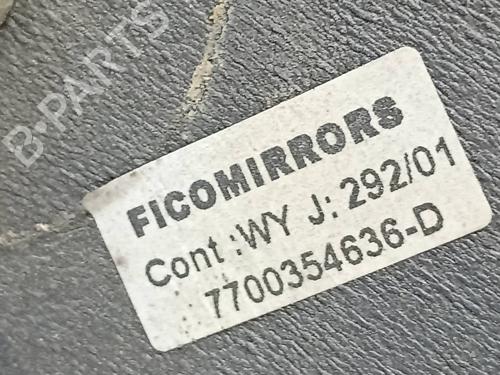 B-PARTS
FICOMIRRORS
Cont :WY J: 292/01
7700354636-D